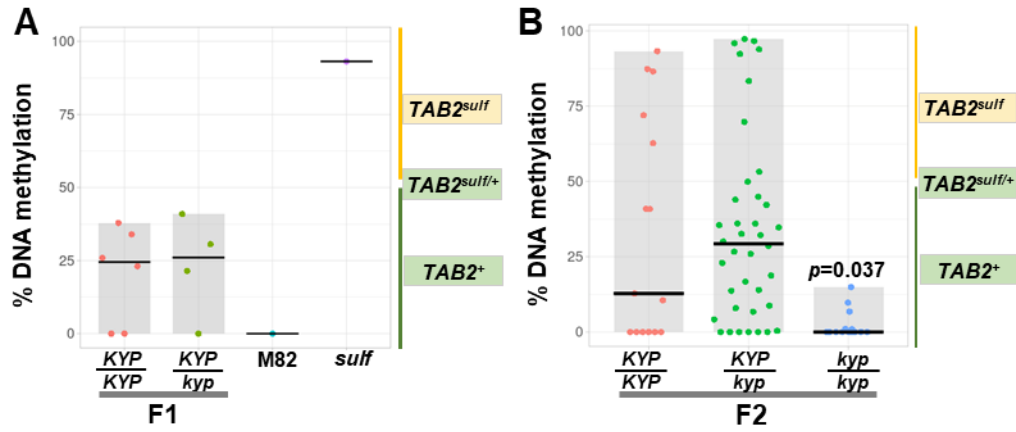 A
% DNA methylation
100
75
50
25
0
KYP
KYP
KYP
kyp
M82
sulf
F1
TAB2sulf
TAB2sulf/+
TAB2+
B
% DNA methylation
100
75
50
25
0
p=0.037
KYP
KYP
KYP
kyp
kyp
kyp
F2
TAB2sulf
TAB2sulf/+
TAB2+